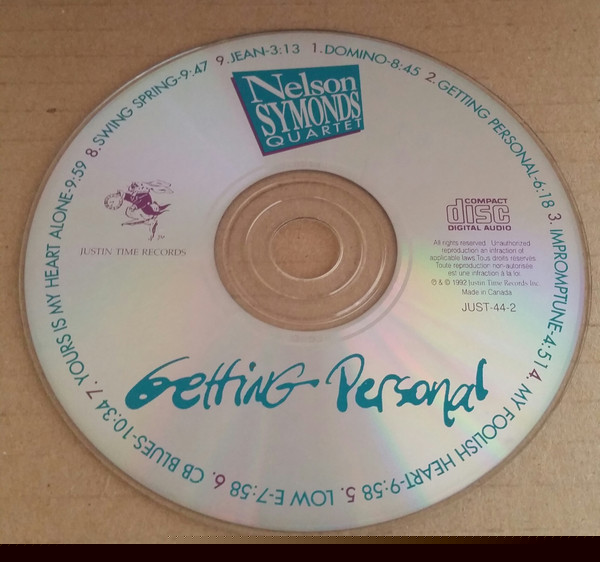 Nelson
SYMONDS
QUARTET
1.DOMINO-8:45 2.GETTING PERSONAL-6:18 3. IMPROMPTUNE-4:51 4. MY FOOLISH HEART-9:58 5. LOW E-7:58 6. CB BLUES-10:34 7. YOURS IS MY HEART ALONE-9:59 8.SWING SPRING-9:47 9.JEAN-3:13
JUSTIN TIME RECORDS
TM
COMPACT
disc
DIGITAL AUDIO
All rights reserved. Unauthorized
reproduction an infraction of
applicable laws.Tous droits réservés.
Toute reproduction non-autorisée
est une infraction à la loi
℗ & © 1992 Justin Time Records Inc.
Made in Canada
JUST-44-2
Getting Personal